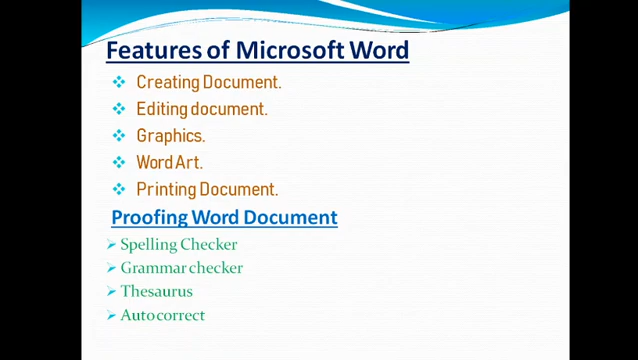 Features of Microsoft Word
Creating Document.
Editing document.
Graphics.
Word Art.
Printing Document.
Proofing Word Document
Spelling Checker
Grammar checker
Thesaurus
Autocorrect